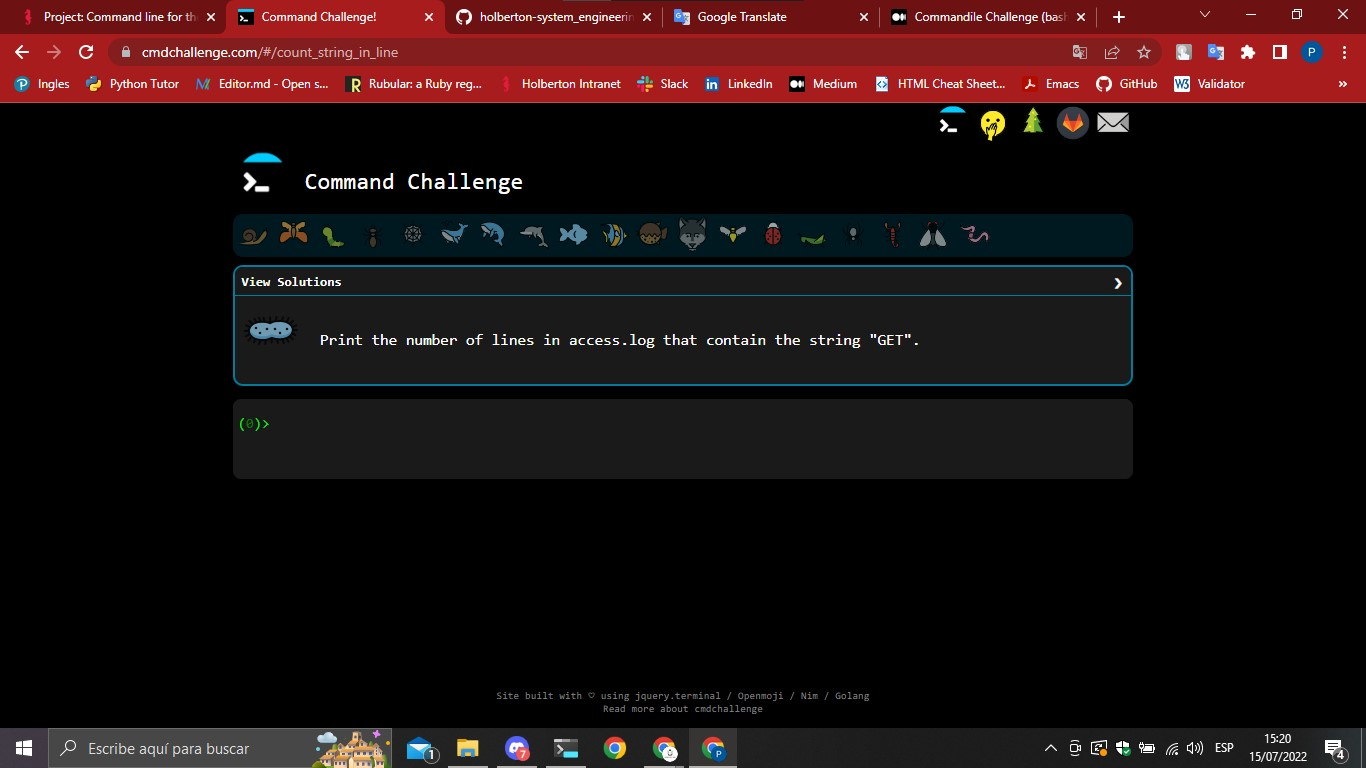 Project: Command line for th
Command Challenge!
holberton-system_engineerin
Google Translate
Commandile Challenge (bash
cmdchallenge.com/#/count_string_in_line
P
Ingles
Python Tutor
Editor.md - Open s...
Rubular: a Ruby reg...
Holberton Intranet
Slack
LinkedIn
Medium
HTML Cheat Sheet...
Emacs
GitHub
Validator
»
Command Challenge
View Solutions
Print the number of lines in access.log that contain the string "GET".
(0)>
Site built with ♡ using jquery.terminal / Openmoji / Nim / Golang
Read more about cmdchallenge
Escribe aquí para buscar
1
7
P
ESP
15:20
15/07/2022
4